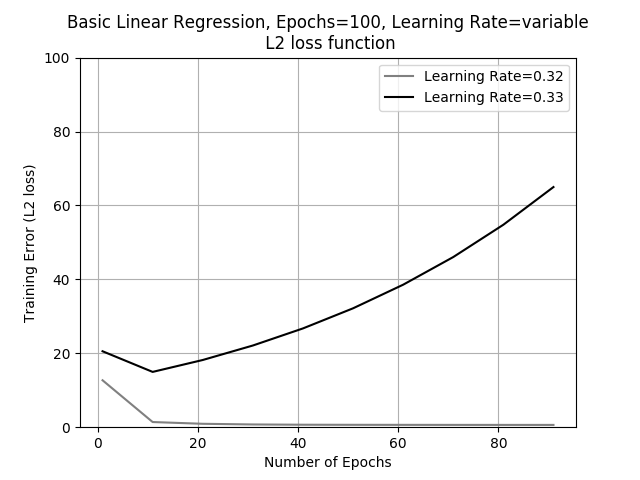 Basic Linear Regression, Epochs=100, Learning Rate=variable
L2 loss function
Learning Rate=0.32
Learning Rate=0.33
Training Error (L2 loss)
100
80
60
40
20
0
0 20 40 60 80
Number of Epochs